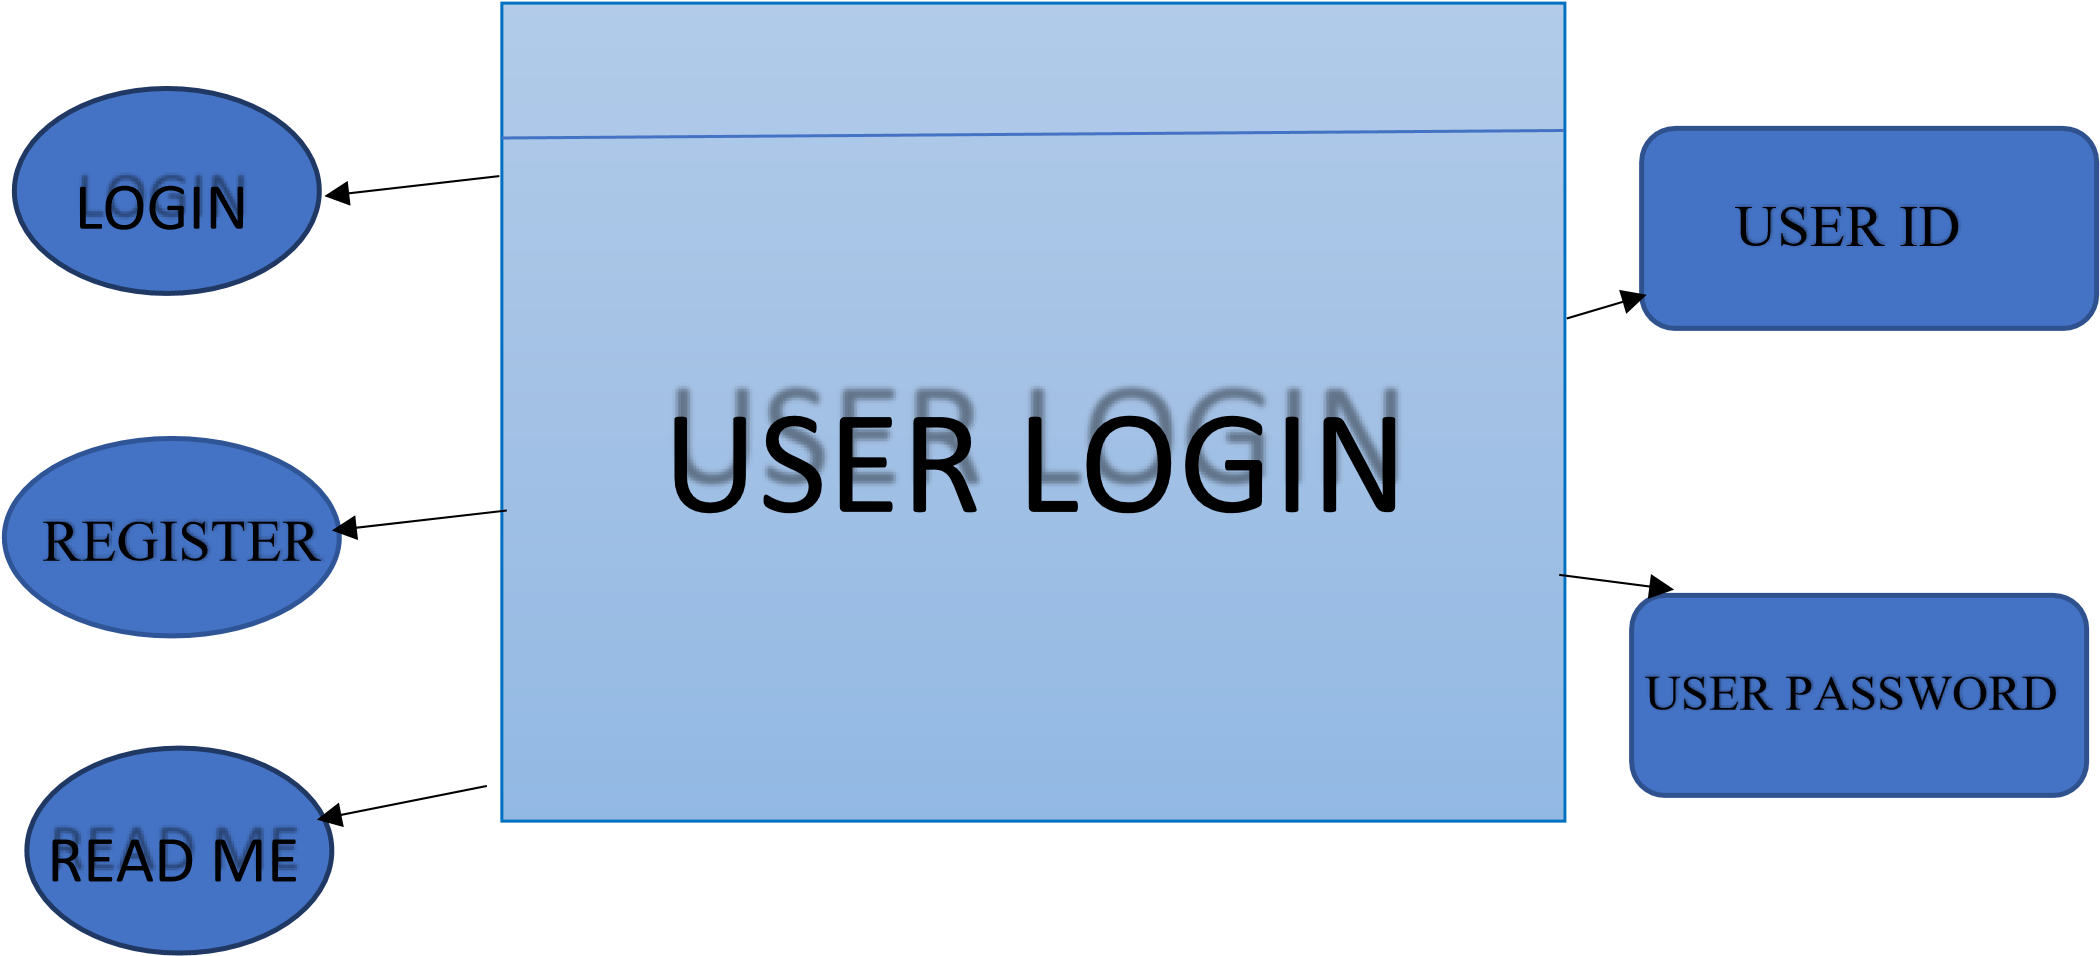 LOGIN
REGISTER
READ ME
USER LOGIN
USER ID
USER PASSWORD